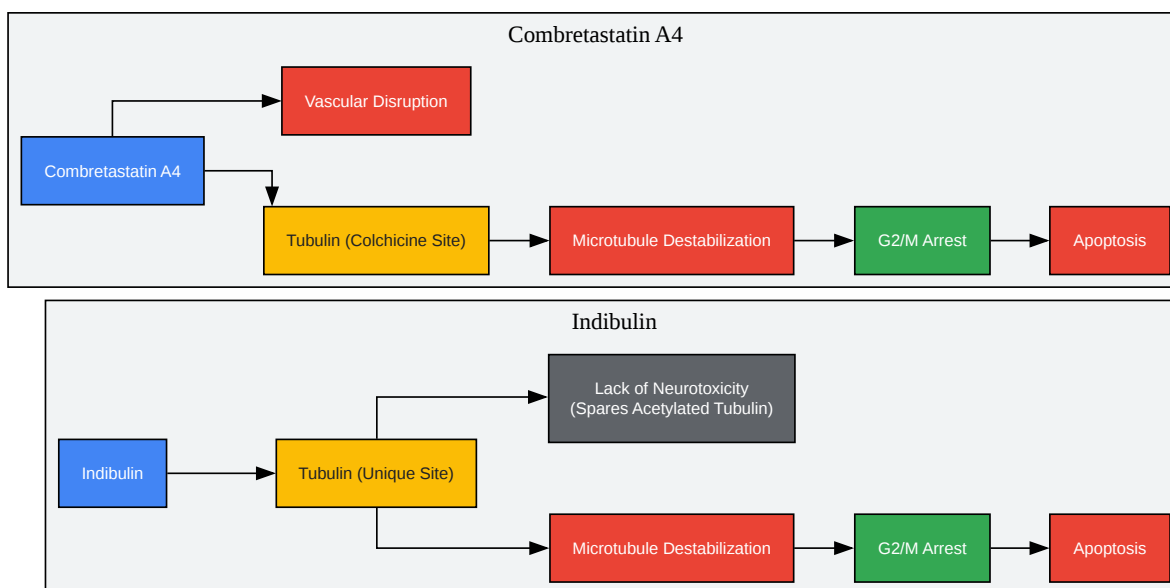 Combretastatin A4
Vascular Disruption
Combretastatin A4
Tubulin (Colchicine Site)
Microtubule Destabilization
G2/M Arrest
Apoptosis
Indibulin
Lack of Neurotoxicity
(Spares Acetylated Tubulin)
Indibulin
Tubulin (Unique Site)
Microtubule Destabilization
G2/M Arrest
Apoptosis